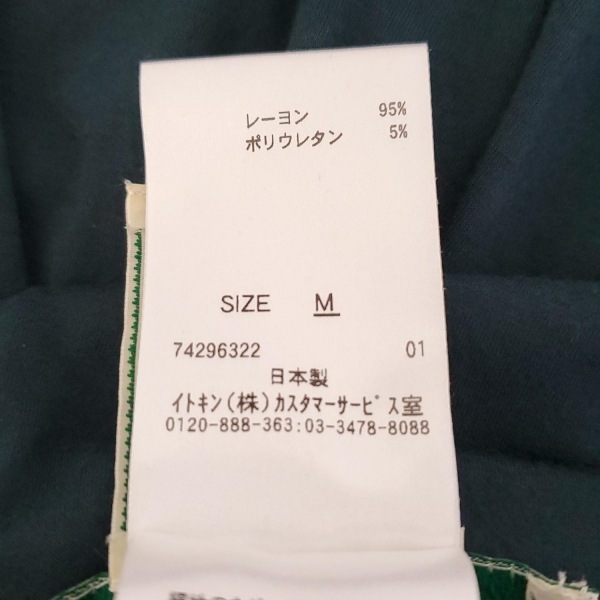 レーヨン 95%
ポリウレタン 5%
SIZE M
74296322 01
日本製
イトキン(株)カスタマーサービス室
0120-888-363:03-3478-8088